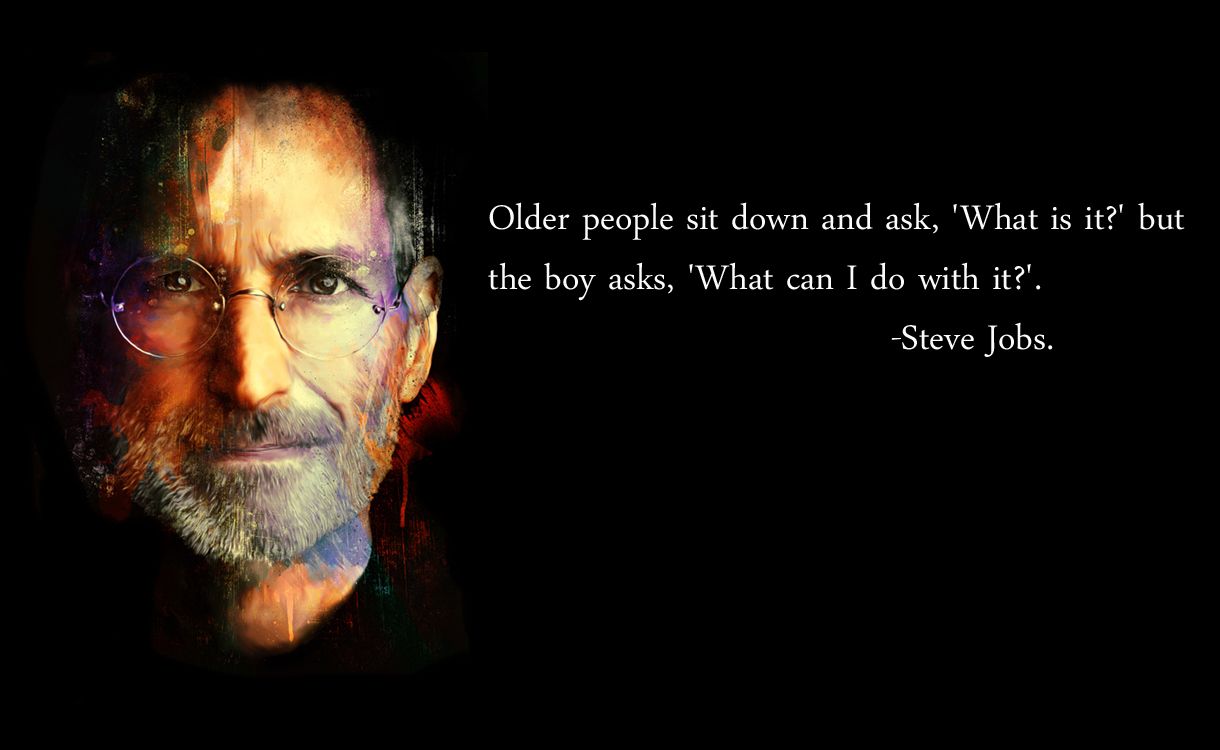 Older people sit down and ask, 'What is it?' but
the boy asks, 'What can I do with it?'.
-Steve Jobs.